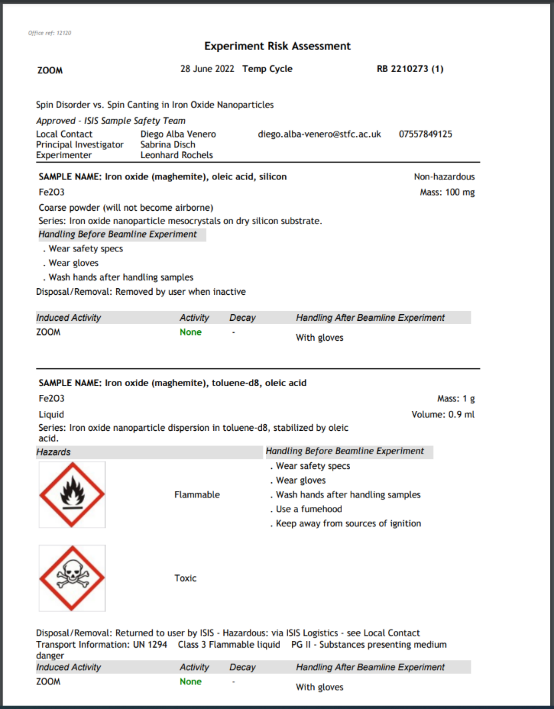 Office ref: 12120
Experiment Risk Assessment
ZOOM 28 June 2022 Temp Cycle RB 2210273 (1)
Spin Disorder vs. Spin Canting in Iron Oxide Nanoparticles
Approved - ISIS Sample Safety Team
Local Contact Diego Alba Venero diego.alba-venero@stfc.ac.uk 07557849125
Principal Investigator Sabrina Disch
Experimenter Leonhard Rochels
SAMPLE NAME: Iron oxide (maghemite), oleic acid, silicon Non-hazardous
Fe2O3 Mass: 100 mg
Coarse powder (will not become airborne)
Series: Iron oxide nanoparticle mesocrystals on dry silicon substrate.
Handling Before Beamline Experiment
. Wear safety specs
. Wear gloves
. Wash hands after handling samples
Disposal/Removal: Removed by user when inactive
Induced Activity Activity Decay Handling After Beamline Experiment
ZOOM None - With gloves
SAMPLE NAME: Iron oxide (maghemite), toluene-d8, oleic acid
Fe2O3 Mass: 1 g
Liquid Volume: 0.9 ml
Series: Iron oxide nanoparticle dispersion in toluene-d8, stabilized by oleic
acid.
Hazards Handling Before Beamline Experiment
. Wear safety specs
. Wear gloves
Flammable . Wash hands after handling samples
. Use a fumehood
. Keep away from sources of ignition
Toxic
Disposal/Removal: Returned to user by ISIS - Hazardous: via ISIS Logistics - see Local Contact
Transport Information: UN 1294 Class 3 Flammable liquid PG II - Substances presenting medium
danger
Induced Activity Activity Decay Handling After Beamline Experiment
ZOOM None - With gloves